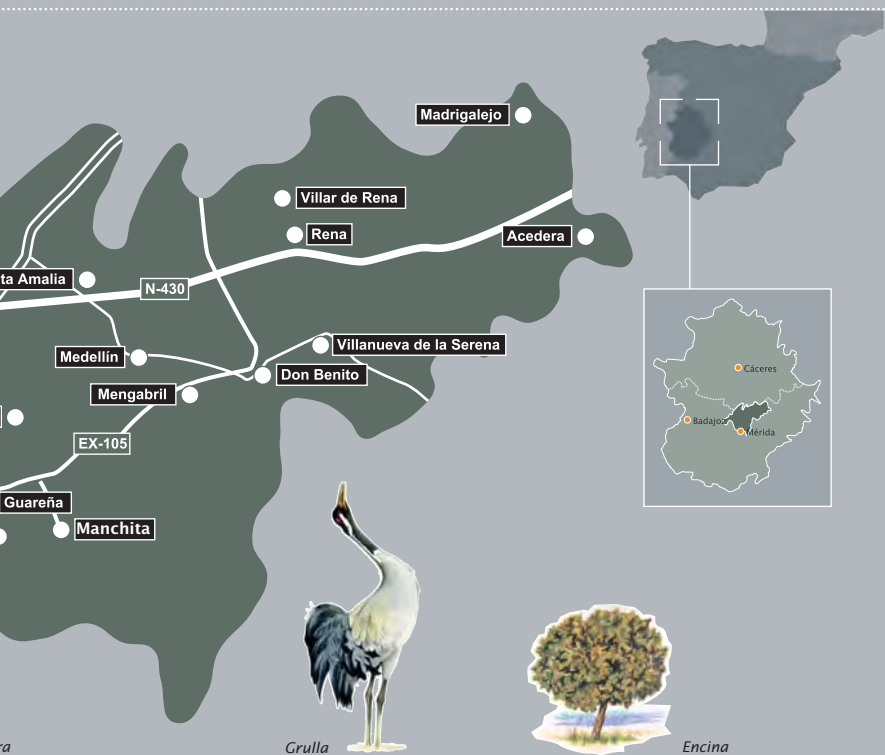 Madrigalejo
Villar de Rena
Rena
Acedera
ta Amalia
N-430
Medellín
Villanueva de la Serena
Don Benito
Mengabril
EX-105
Guareña
Manchita
Cáceres
Badajoz
Mérida
ra
Grulla
Encina